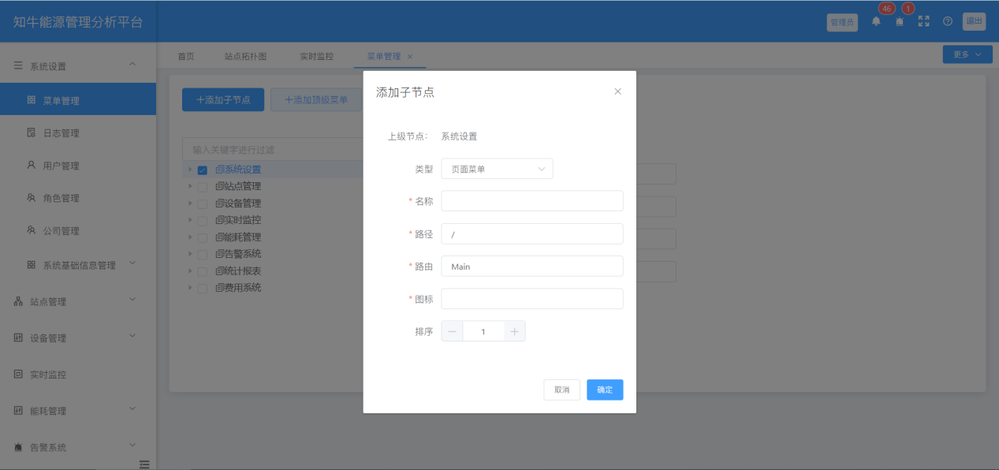 知牛能源管理分析平台
管理员
46
1
退出
系统设置
首页
站点拓扑图
实时监控
菜单管理
更多
菜单管理
日志管理
用户管理
角色管理
公司管理
系统基础信息管理
站点管理
设备管理
实时监控
能耗管理
告警系统
+添加子节点
+添加顶级菜单
输入关键字进行过滤
系统设置
站点管理
设备管理
实时监控
能耗管理
告警系统
统计报表
费用系统
添加子节点
上级节点: 系统设置
类型 页面菜单
* 名称
* 路径 /
* 路由 Main
* 图标
排序 1
取消
确定